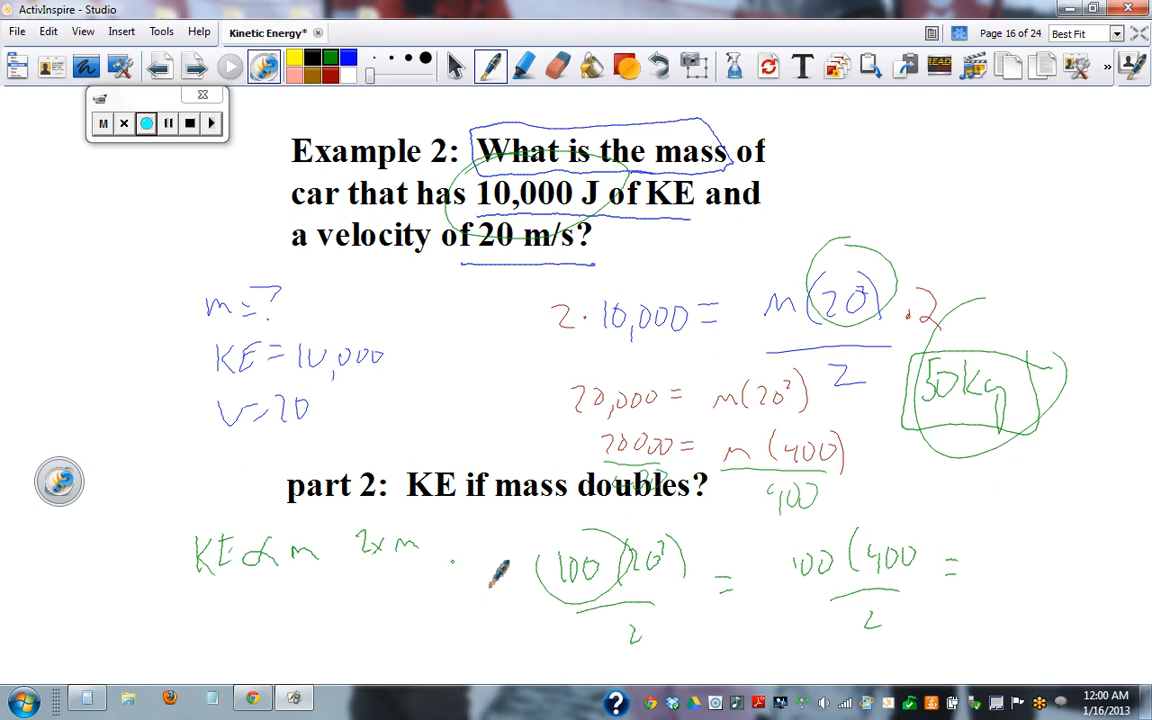 ActivInspire - Studio
File Edit View Insert Tools Help Kinetic Energy* Page 16 of 24 Best Fit
M
Example 2: What is the mass of
car that has 10,000 J of KE and
a velocity of 20 m/s?
m=?
KE=10,000
v=20
2·10,000= m(20²)·2
2
20,000= m(20²)
50kg
20000= m(400)
400
part 2: KE if mass doubles?
KE∝m 2x m
(100)(20²) = 100(400 =
2 2
READ
12:00 AM
1/16/2013